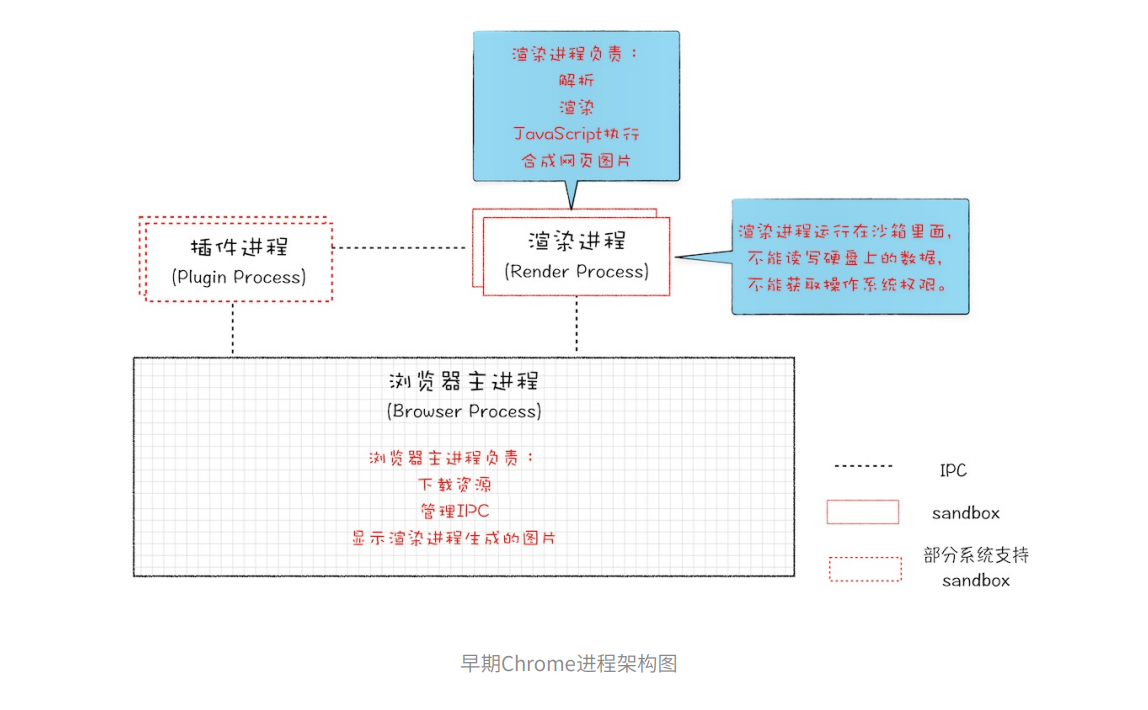 渲染进程负责：
解析
渲染
JavaScript执行
合成网页图片
渲染进程运行在沙箱里面，
不能读写硬盘上的数据，
不能获取操作系统权限。
插件进程
(Plugin Process)
渲染进程
(Render Process)
浏览器主进程
(Browser Process)
浏览器主进程负责：
下载资源
管理IPC
显示渲染进程生成的图片
IPC
sandbox
部分系统支持
sandbox
早期Chrome进程架构图